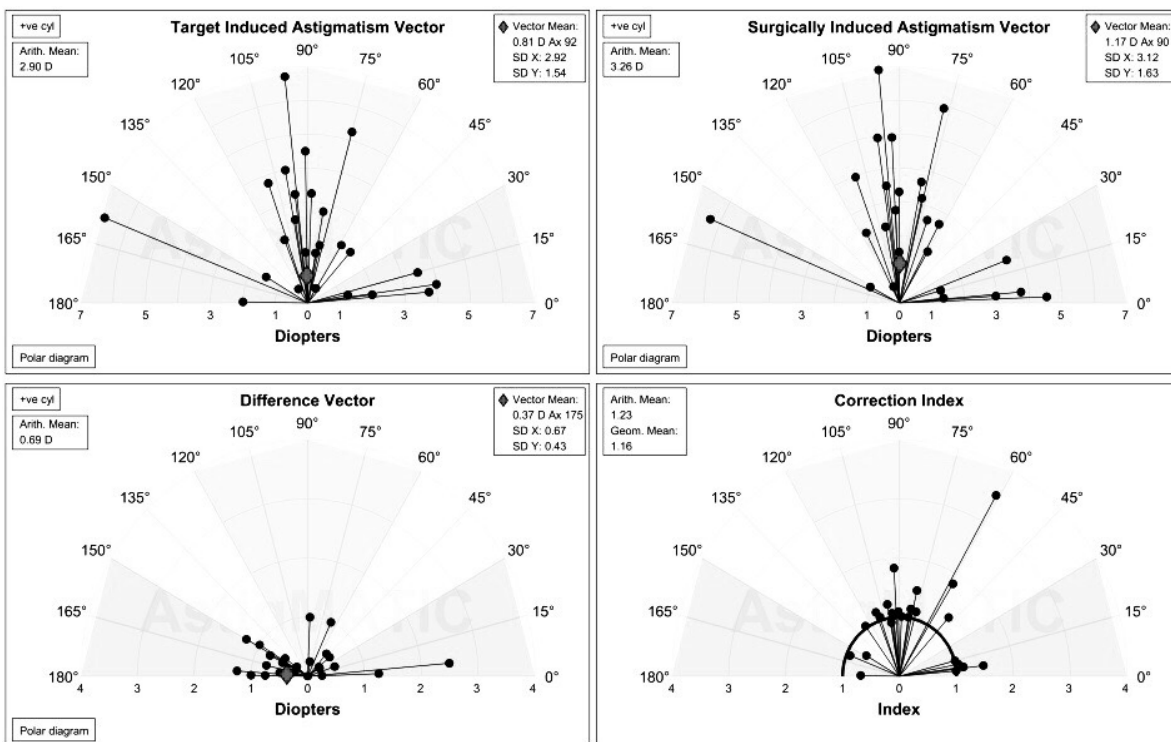 +ve cyl
Arith. Mean:
2.90 D
Target Induced Astigmatism Vector
Vector Mean:
0.81 D Ax 92
SD X: 2.92
SD Y: 1.54
90°
105°
75°
120°
60°
135°
45°
150°
30°
165°
15°
180°
0°
7 5 3 1 0 1 3 5 7
Diopters
Polar diagram
AstigMATIC
+ve cyl
Arith. Mean:
3.26 D
Surgically Induced Astigmatism Vector
Vector Mean:
1.17 D Ax 90
SD X: 3.12
SD Y: 1.63
90°
105°
75°
120°
60°
135°
45°
150°
30°
165°
15°
180°
0°
7 5 3 1 0 1 3 5 7
Diopters
Polar diagram
AstigMATIC
+ve cyl
Arith. Mean:
0.69 D
Difference Vector
Vector Mean:
0.37 D Ax 175
SD X: 0.67
SD Y: 0.43
90°
105°
75°
120°
60°
135°
45°
150°
30°
165°
15°
180°
0°
4 3 2 1 0 1 2 3 4
Diopters
Polar diagram
AstigMATIC
Arith. Mean:
1.23
Geom. Mean:
1.16
Correction Index
90°
105°
75°
120°
60°
135°
45°
150°
30°
165°
15°
180°
0°
4 3 2 1 0 1 2 3 4
Index
AstigMATIC